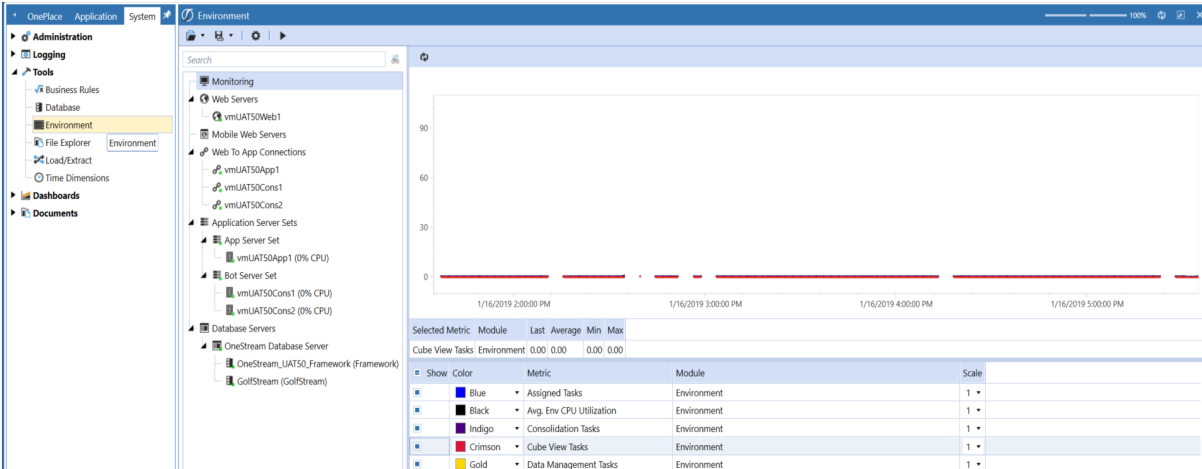 OnePlace Application System
Administration
Logging
Tools
Business Rules
Database
Environment
File Explorer
Environment
Load/Extract
Time Dimensions
Dashboards
Documents
Environment
100%
Search
Monitoring
Web Servers
vmUAT50Web1
Mobile Web Servers
Web To App Connections
vmUAT50App1
vmUAT50Cons1
vmUAT50Cons2
Application Server Sets
App Server Set
vmUAT50App1 (0% CPU)
Bot Server Set
vmUAT50Cons1 (0% CPU)
vmUAT50Cons2 (0% CPU)
Database Servers
OneStream Database Server
OneStream_UAT50_Framework (Framework)
GolfStream (GolfStream)
90
60
30
0
1/16/2019 2:00:00 PM 1/16/2019 3:00:00 PM 1/16/2019 4:00:00 PM 1/16/2019 5:00:00 PM
Selected Metric Module Last Average Min Max
Cube View Tasks Environment 0.00 0.00 0.00 0.00
Show Color Metric Module Scale
Blue Assigned Tasks Environment 1
Black Avg. Env CPU Utilization Environment 1
Indigo Consolidation Tasks Environment 1
Crimson Cube View Tasks Environment 1
Gold Data Management Tasks Environment 1